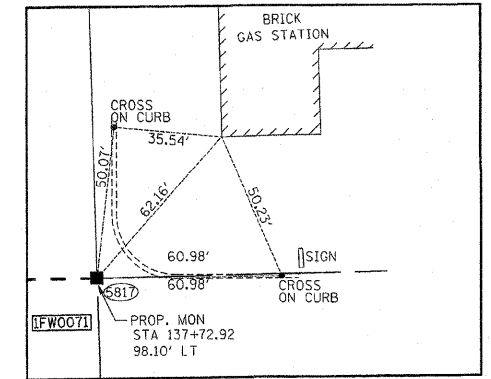 BRICK
GAS STATION
CROSS
ON CURB
35.54'
50.07'
62.16'
50.23'
60.98'
SIGN
60.98'
CROSS
ON CURB
5817
1FW0071
PROP. MON
STA 137+72.92
98.10' LT